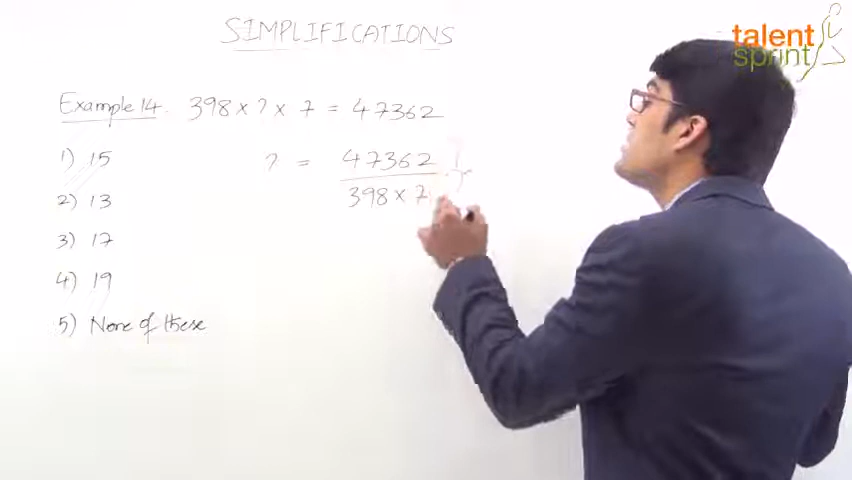 SIMPLIFICATIONS
talent
sprint
Example 14. 398 × ? × 7 = 47362
1) 15
? = 47362
398 × 7
2) 13
3) 17
4) 19
5) None of these